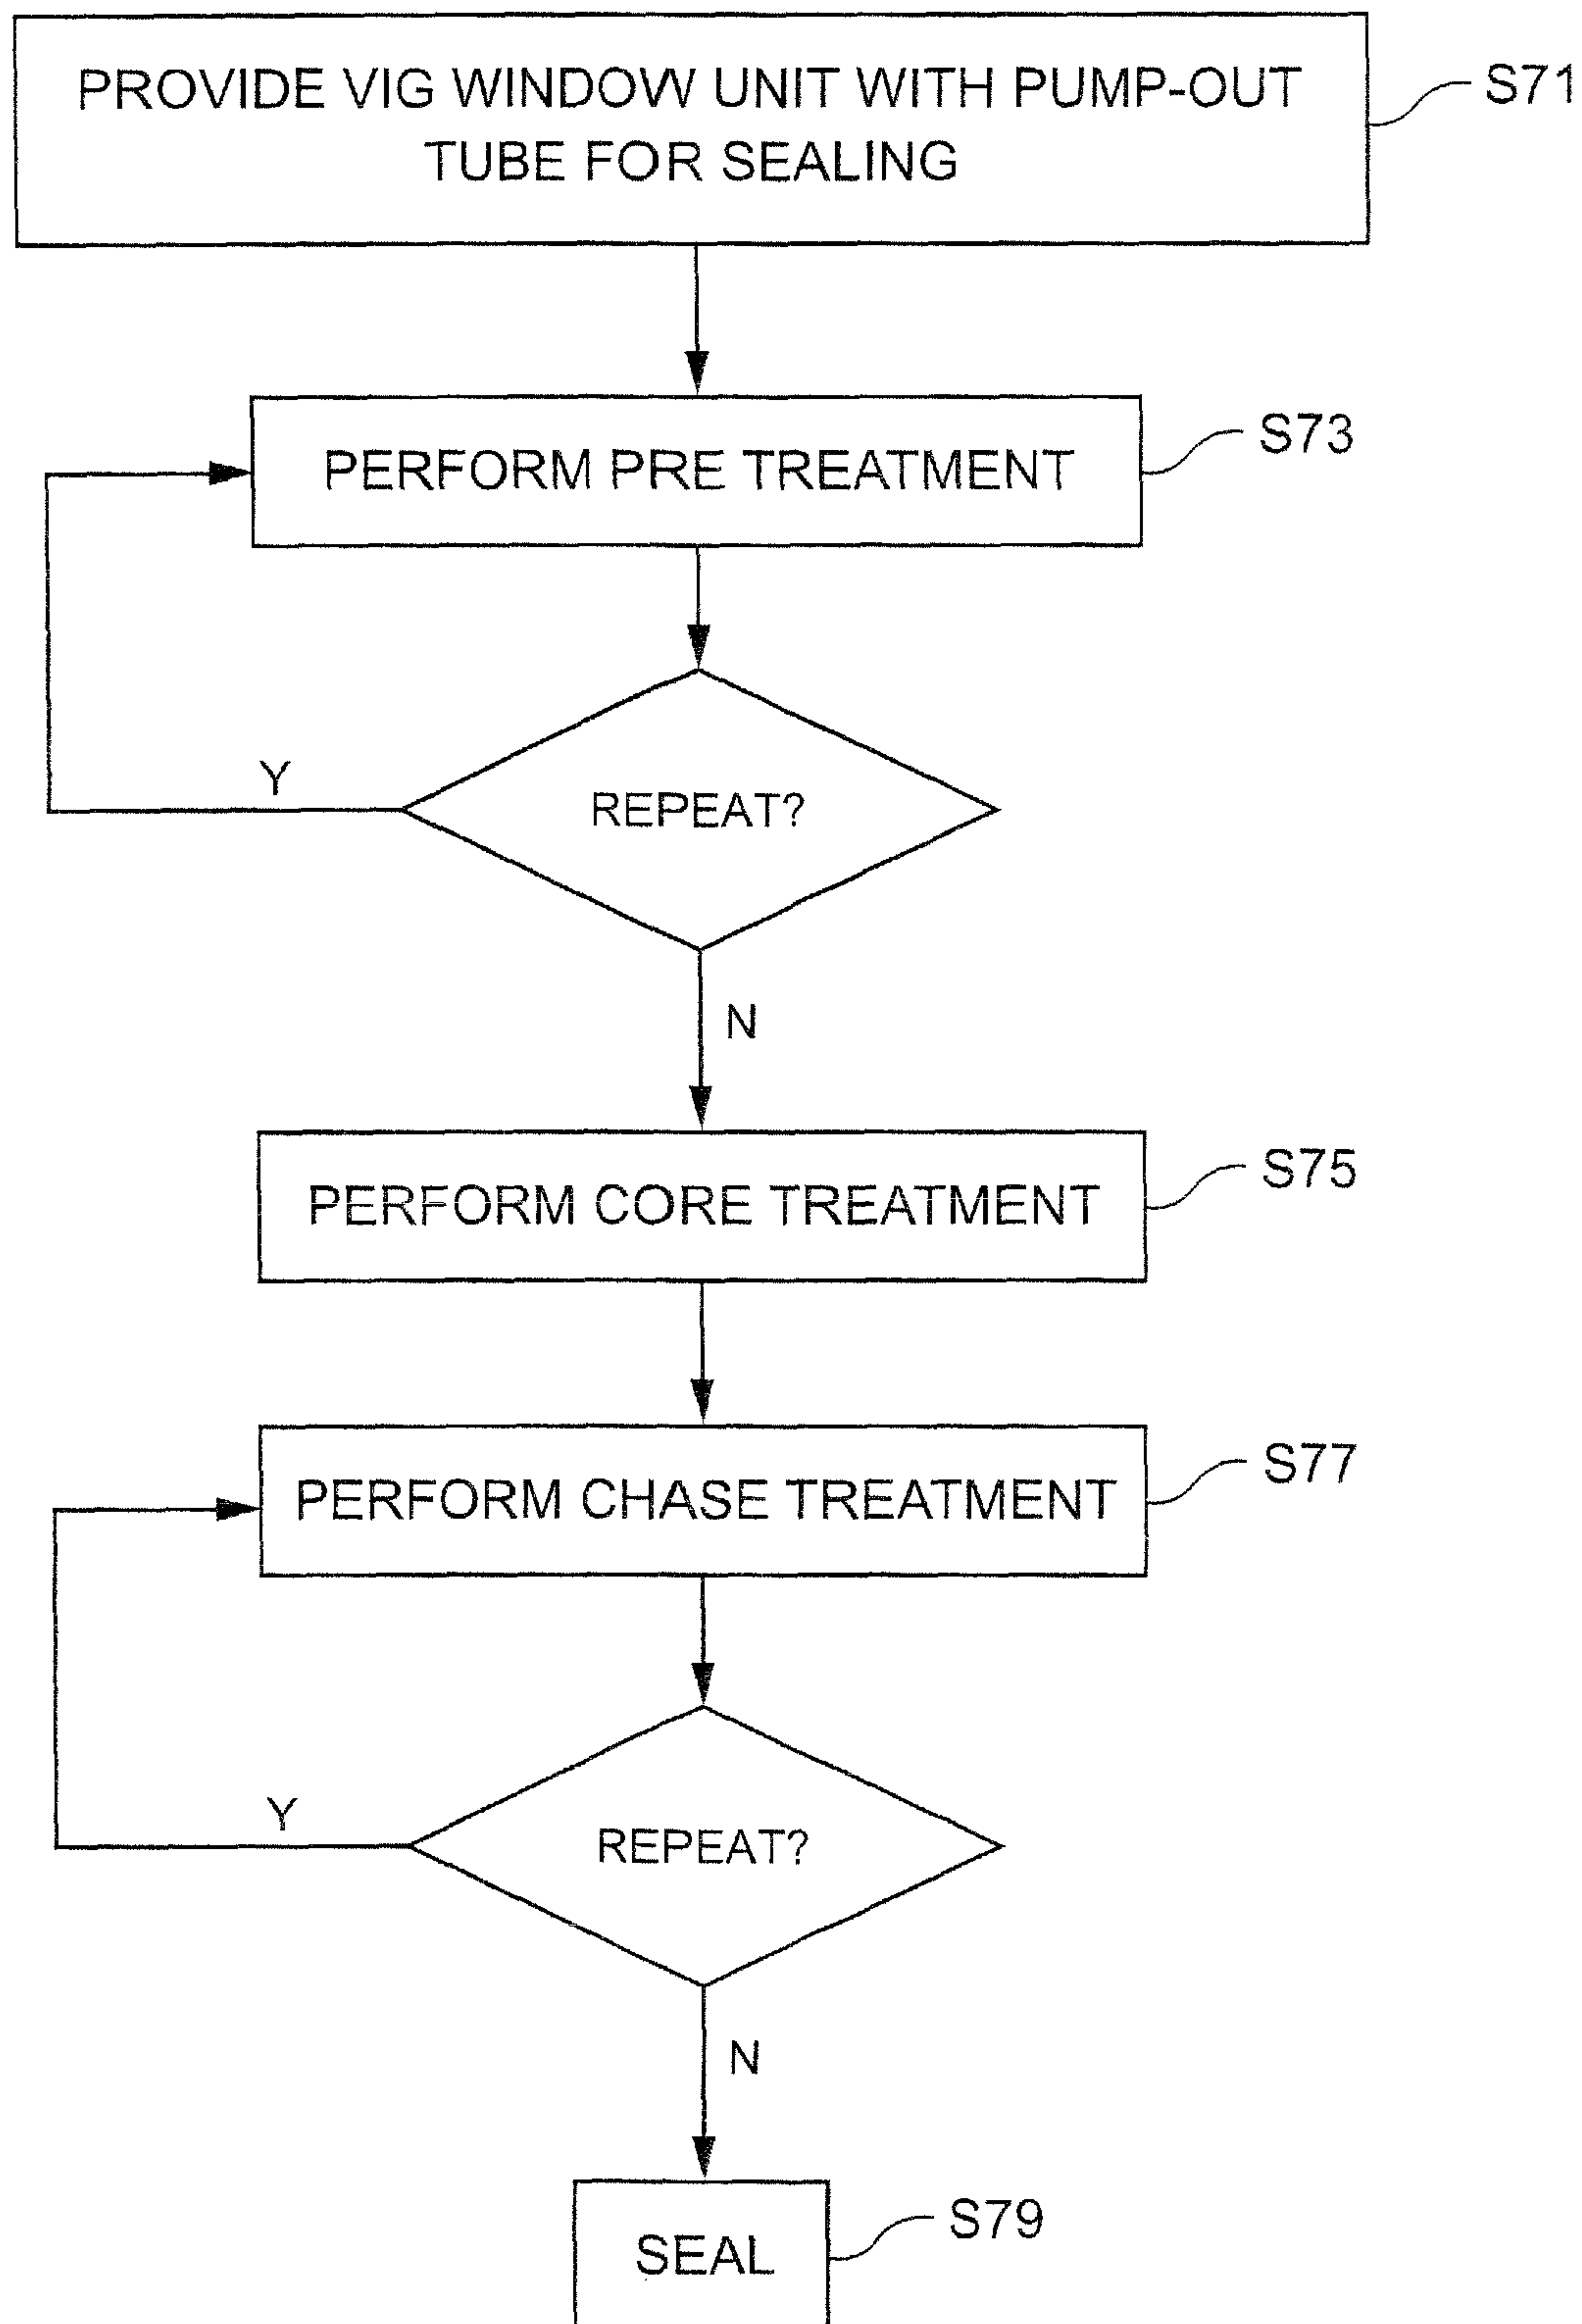 PROVIDE VIG WINDOW UNIT WITH PUMP-OUT
TUBE FOR SEALING
S71
PERFORM PRE TREATMENT
S73
REPEAT?
Y
N
PERFORM CORE TREATMENT
S75
PERFORM CHASE TREATMENT
S77
REPEAT?
Y
N
SEAL
S79